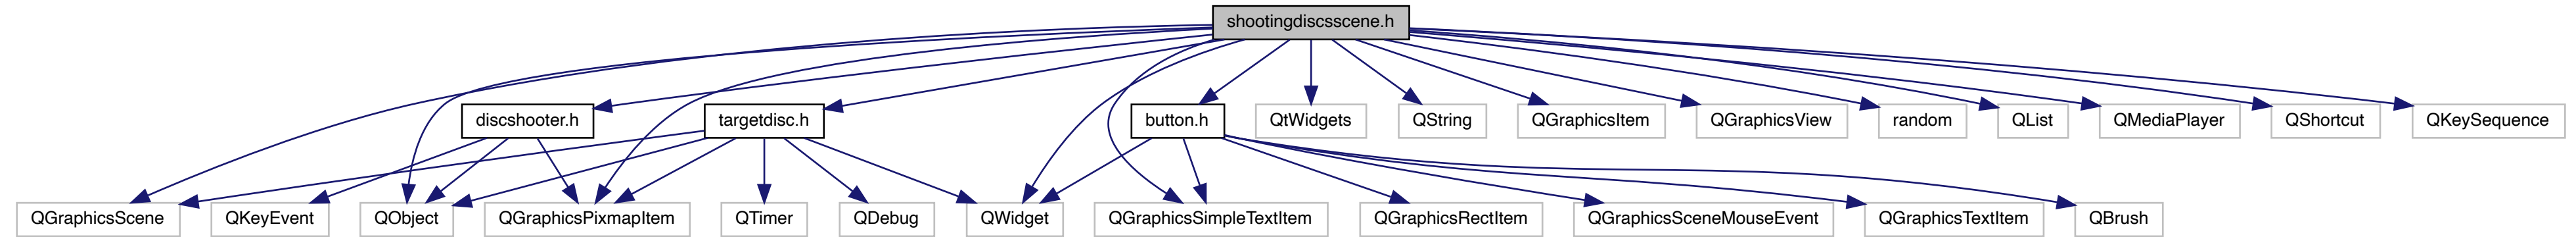 shootingdiscsscene.h
discshooter.h
targetdisc.h
button.h
QtWidgets
QString
QGraphicsItem
QGraphicsView
random
QList
QMediaPlayer
QShortcut
QKeySequence
QGraphicsScene
QKeyEvent
QObject
QGraphicsPixmapItem
QTimer
QDebug
QWidget
QGraphicsSimpleTextItem
QGraphicsRectItem
QGraphicsSceneMouseEvent
QGraphicsTextItem
QBrush